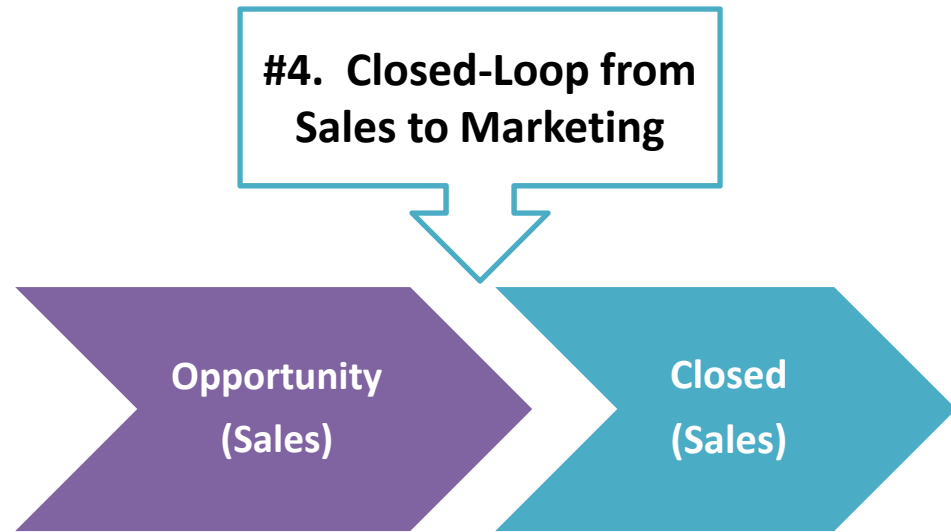 #4.  Closed-Loop from
Sales to Marketing
Opportunity
(Sales)
Closed
(Sales)